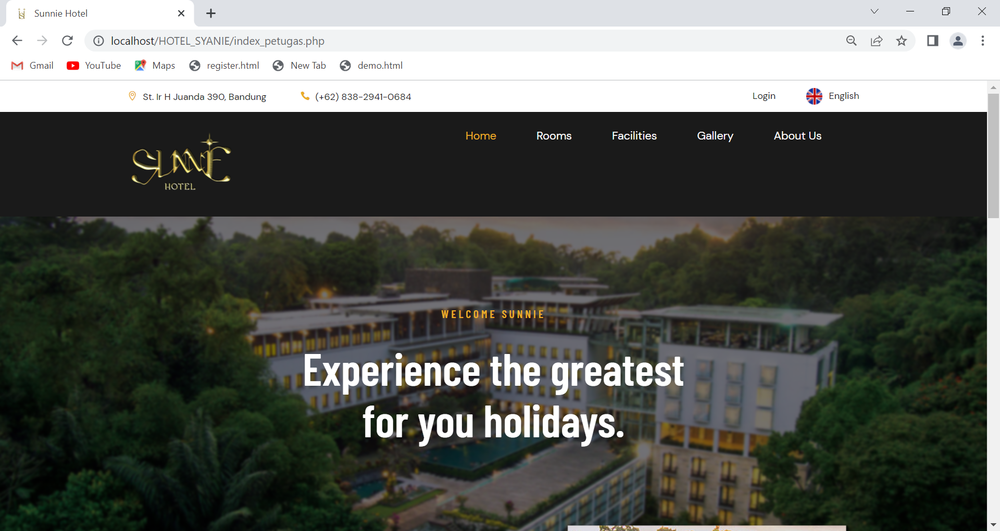 Sunnie Hotel
localhost/HOTEL_SYANIE/index_petugas.php
Gmail YouTube Maps register.html New Tab demo.html
St. Ir H Juanda 390, Bandung (+62) 838-2941-0684 Login English
SUNNIE
HOTEL
Home Rooms Facilities Gallery About Us
WELCOME SUNNIE
Experience the greatest
for you holidays.